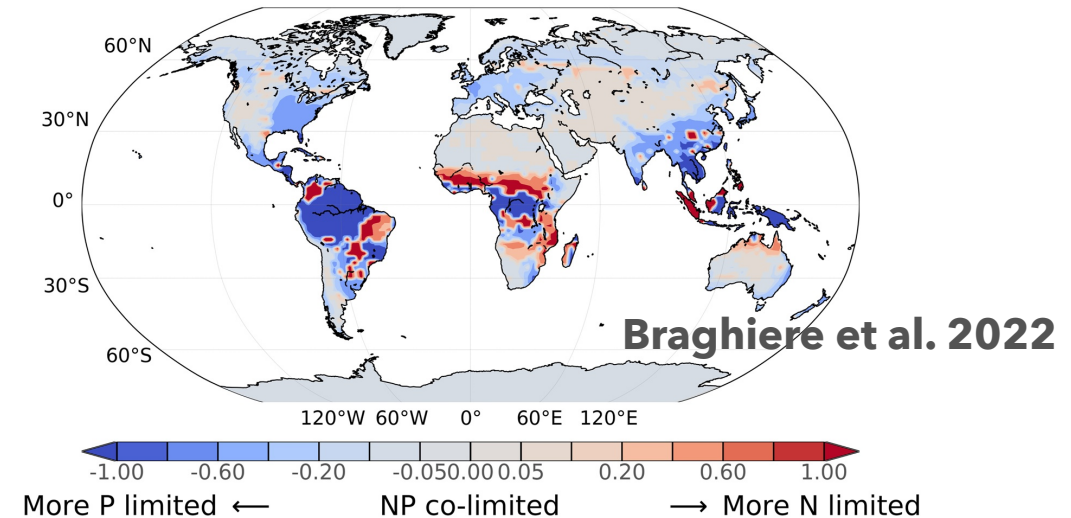 60°N
30°N
0°
30°S
Braghiere et al. 2022
60°S
120°W 60°W 0° 60°E 120°E
-1.00 -0.60 -0.20 -0.05 0.00 0.05 0.20 0.60 1.00
More P limited ← NP co-limited → More N limited